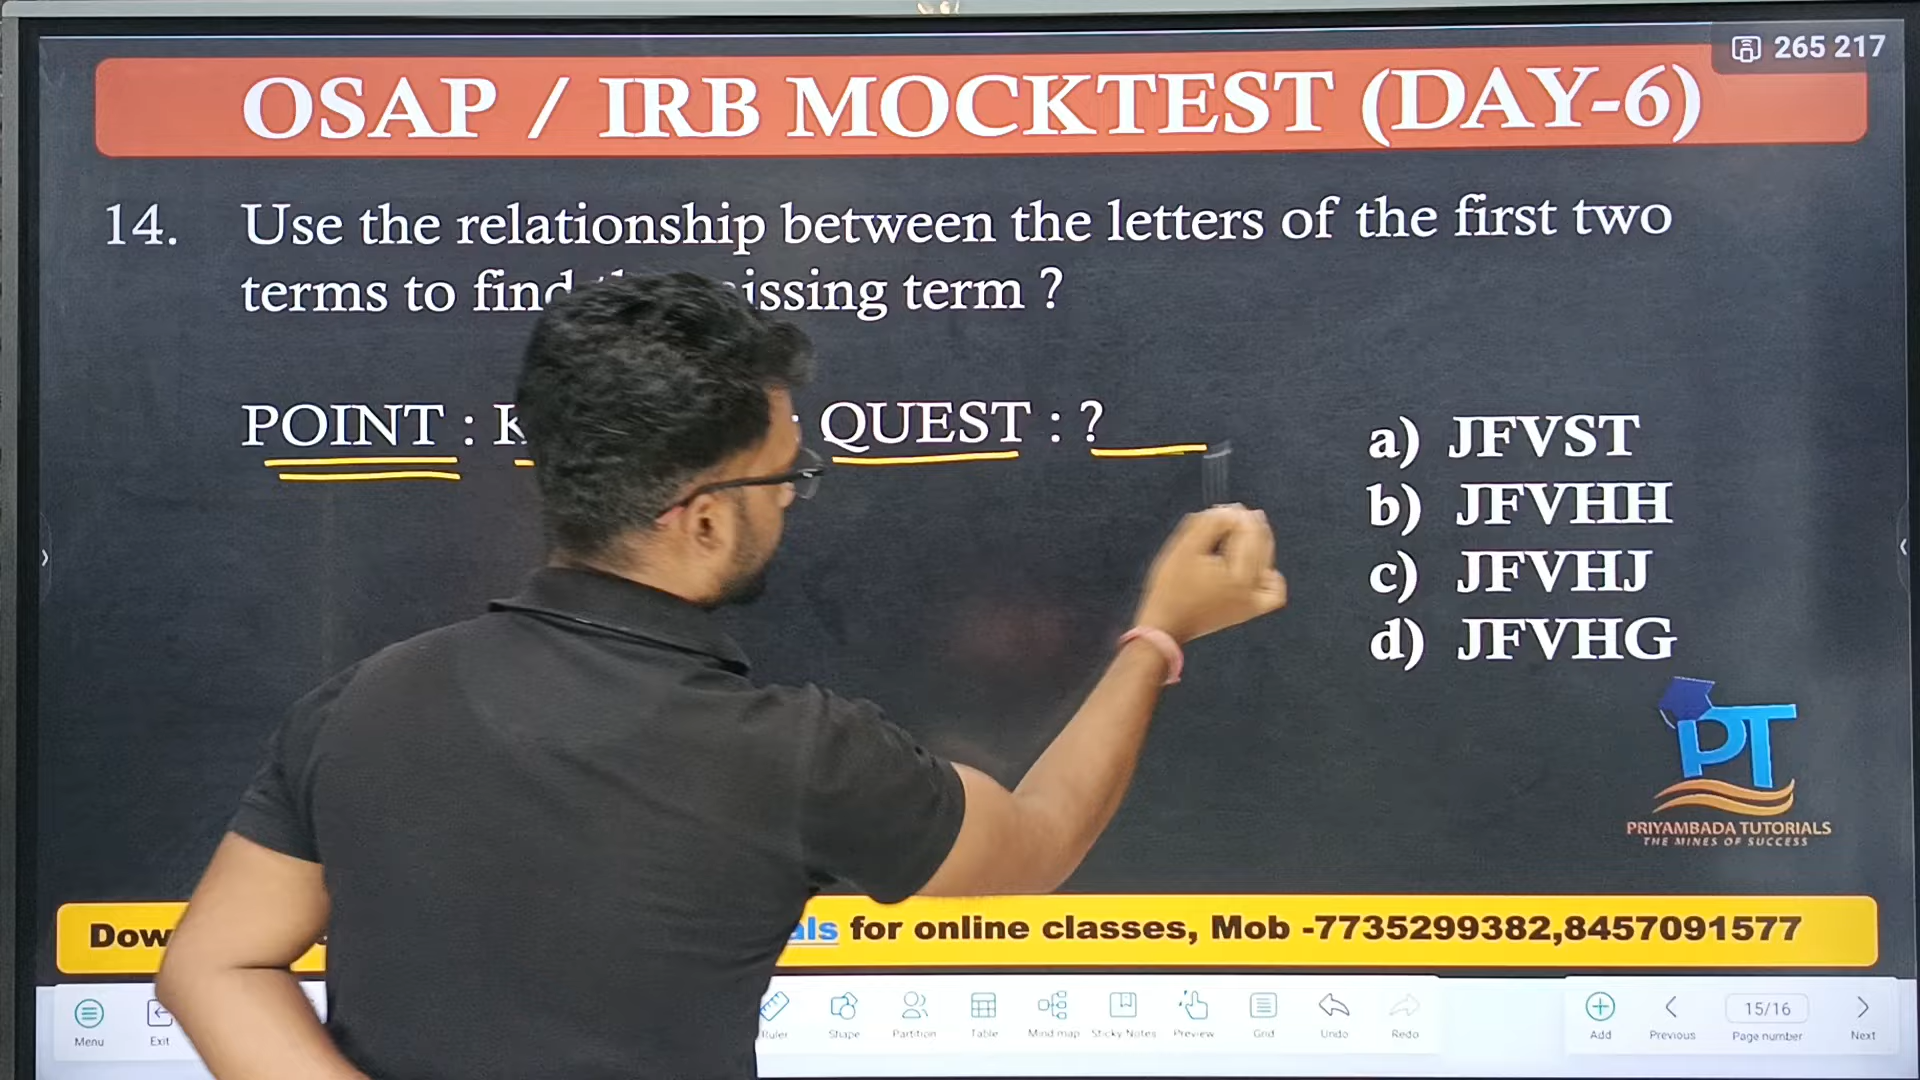 265 217
OSAP / IRB MOCKTEST (DAY-6)
14. Use the relationship between the letters of the first two
terms to find issing term ?
POINT : K : QUEST : ?
a) JFVST
b) JFVHH
c) JFVHJ
d) JFVHG
PT
PRIYAMBADA TUTORIALS
THE MINES OF SUCCESS
Dow als for online classes, Mob -7735299382,8457091577
Menu Exit Ruler Shape Partition Table Mind map Sticky Notes Preview Grid Undo Redo Add Previous 15/16 Page number Next